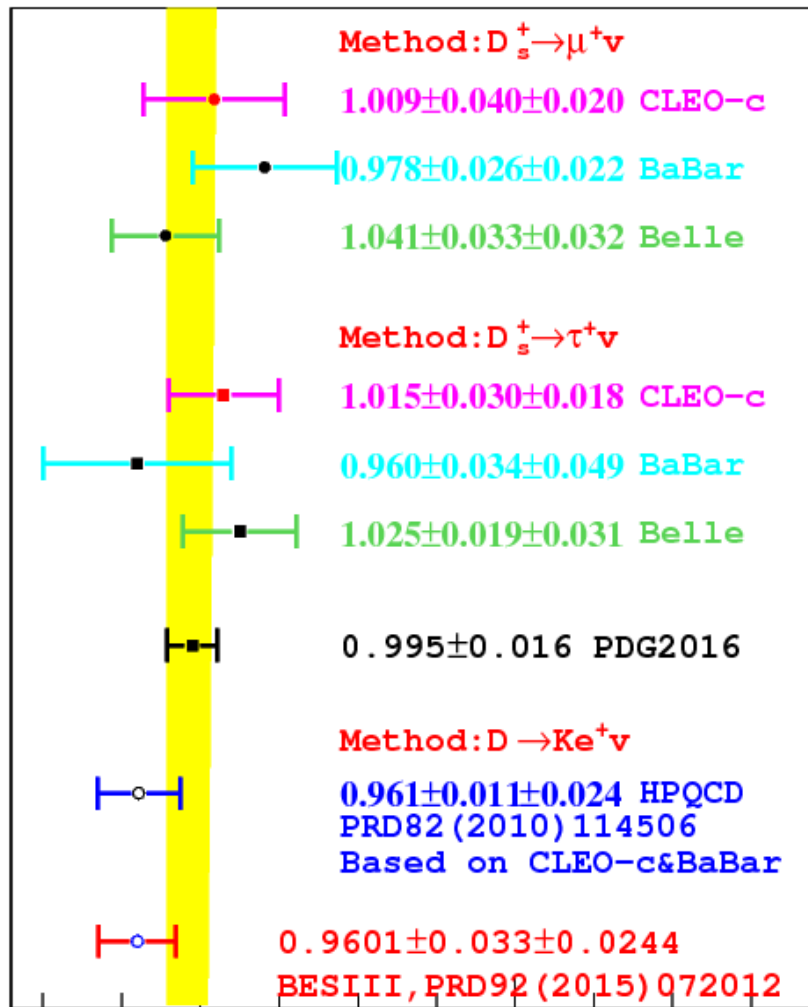 Method:D⁺ₛ→μ⁺ν
1.009±0.040±0.020 CLEO-c
0.978±0.026±0.022 BaBar
1.041±0.033±0.032 Belle
Method:D⁺ₛ→τ⁺ν
1.015±0.030±0.018 CLEO-c
0.960±0.034±0.049 BaBar
1.025±0.019±0.031 Belle
0.995±0.016 PDG2016
Method:D→Ke⁺ν
0.961±0.011±0.024 HPQCD
PRD82(2010)114506
Based on CLEO-c&BaBar
0.9601±0.033±0.0244
BESIII,PRD92(2015)072012